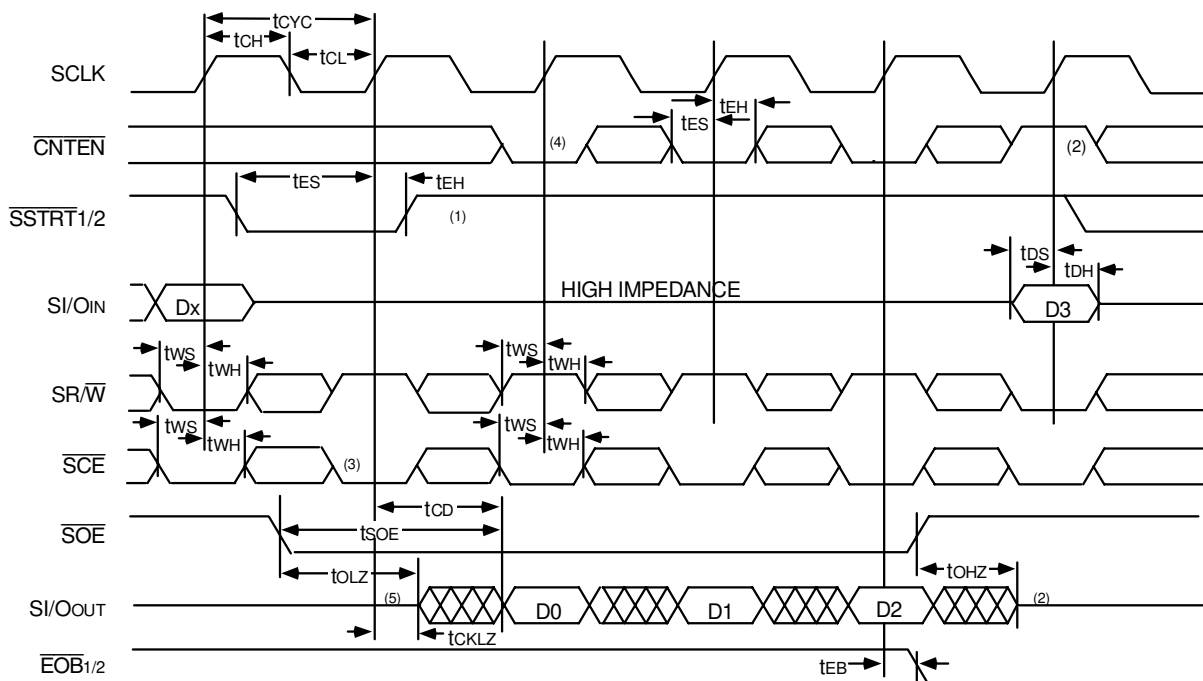 tCYC
tCH
tCL
SCLK
tEH
tES
CNTEN
(4)
(2)
tES
tEH
SSTRT1/2
(1)
tDS
tDH
SI/OIN
Dx
HIGH IMPEDANCE
D3
tWS
tWH
tWS
tWH
SR/W
tWS
tWH
tWS
tWH
SCE
(3)
tCD
SOE
tSOE
tOLZ
tOHZ
SI/OOUT
(5)
D0
D1
D2
(2)
tCKLZ
EOB1/2
tEB